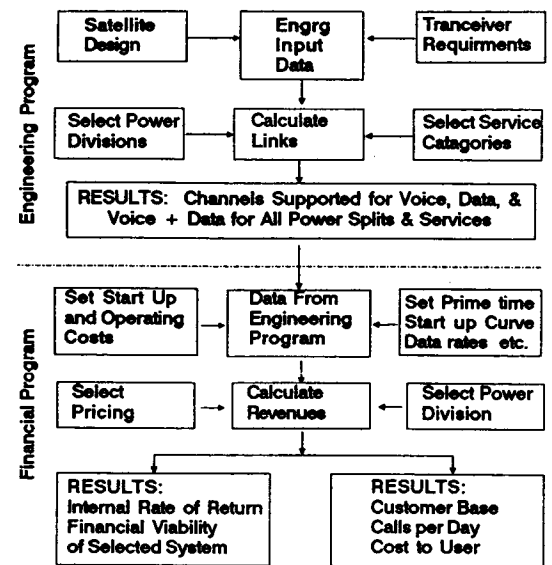 Engineering Program
Satellite
Design
Engrg
Input
Data
Tranceiver
Requirments
Select Power
Divisions
Calculate
Links
Select Service
Catagories
RESULTS: Channels Supported for Voice, Data, &
Voice + Data for All Power Splits & Services
Financial Program
Set Start Up
and Operating
Costs
Data From
Engineering
Program
Set Prime time
Start up Curve
Data rates etc.
Select
Pricing
Calculate
Revenues
Select Power
Division
RESULTS:
Internal Rate of Return
Financial Viability
of Selected System
RESULTS:
Customer Base
Calls per Day
Cost to User